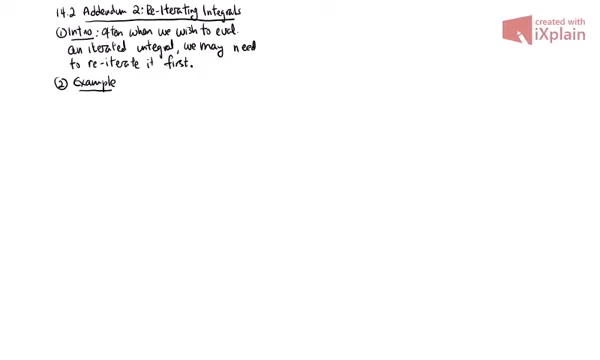 14.2 Addendum 2: Re-Iterating Integrals
① Intro: Often when we wish to eval.
an iterated integral, we may need
to re-iterate it first.
② Example
created with
iXplain